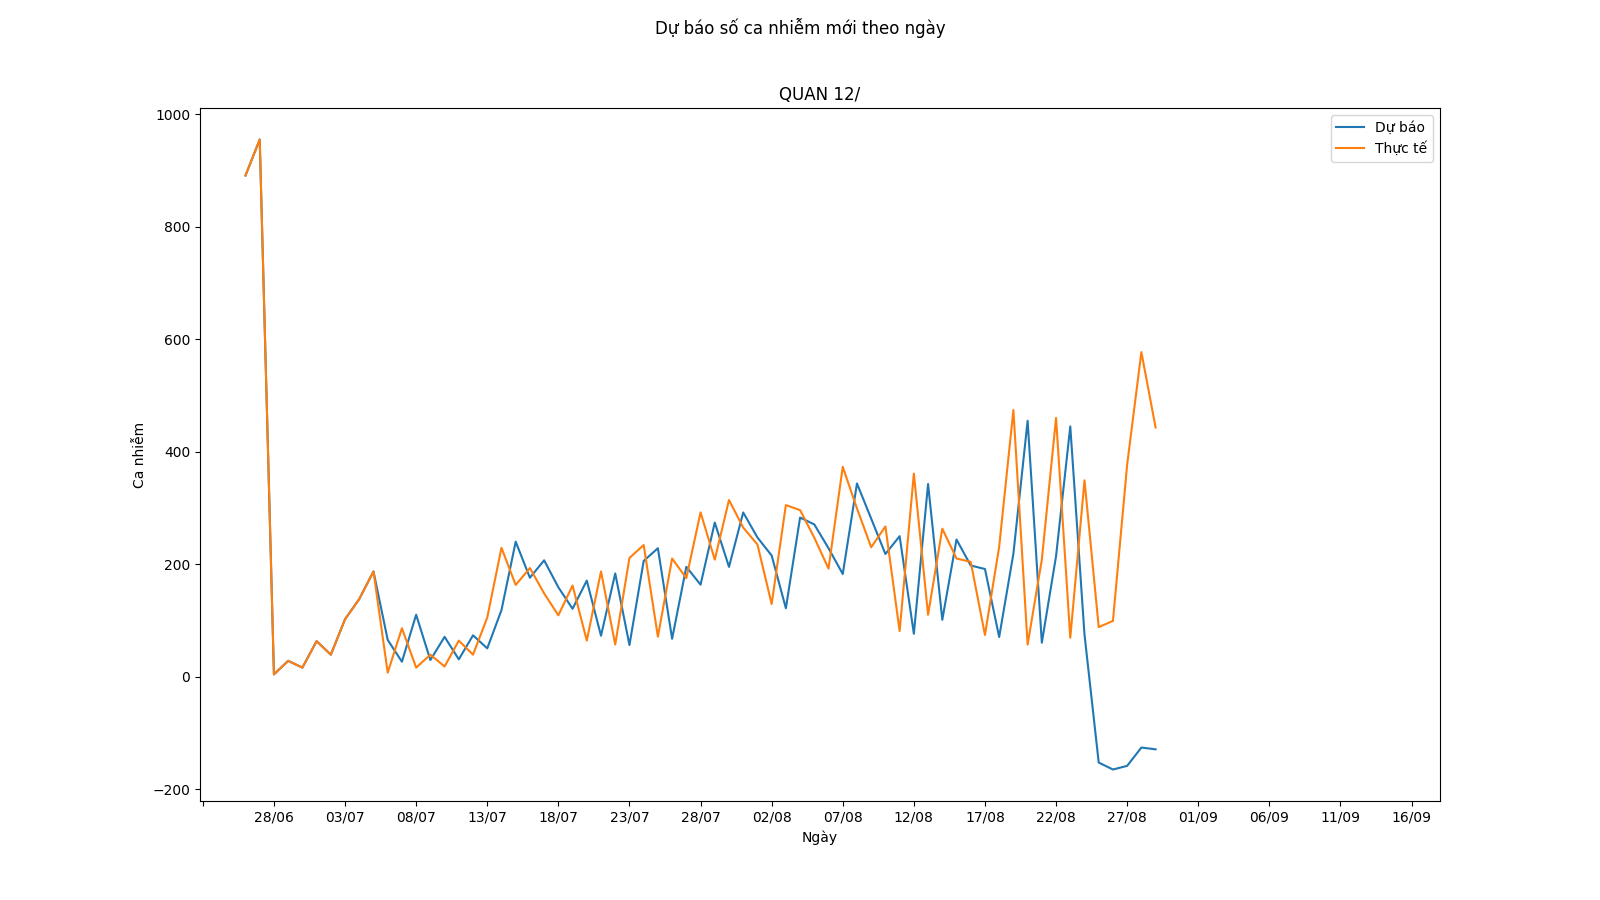 Dự báo số ca nhiễm mới theo ngày
QUAN 12/
Dự báo
Thực tế
Ca nhiễm
1000
800
600
400
200
0
−200
28/06 03/07 08/07 13/07 18/07 23/07 28/07 02/08 07/08 12/08 17/08 22/08 27/08 01/09 06/09 11/09 16/09
Ngày